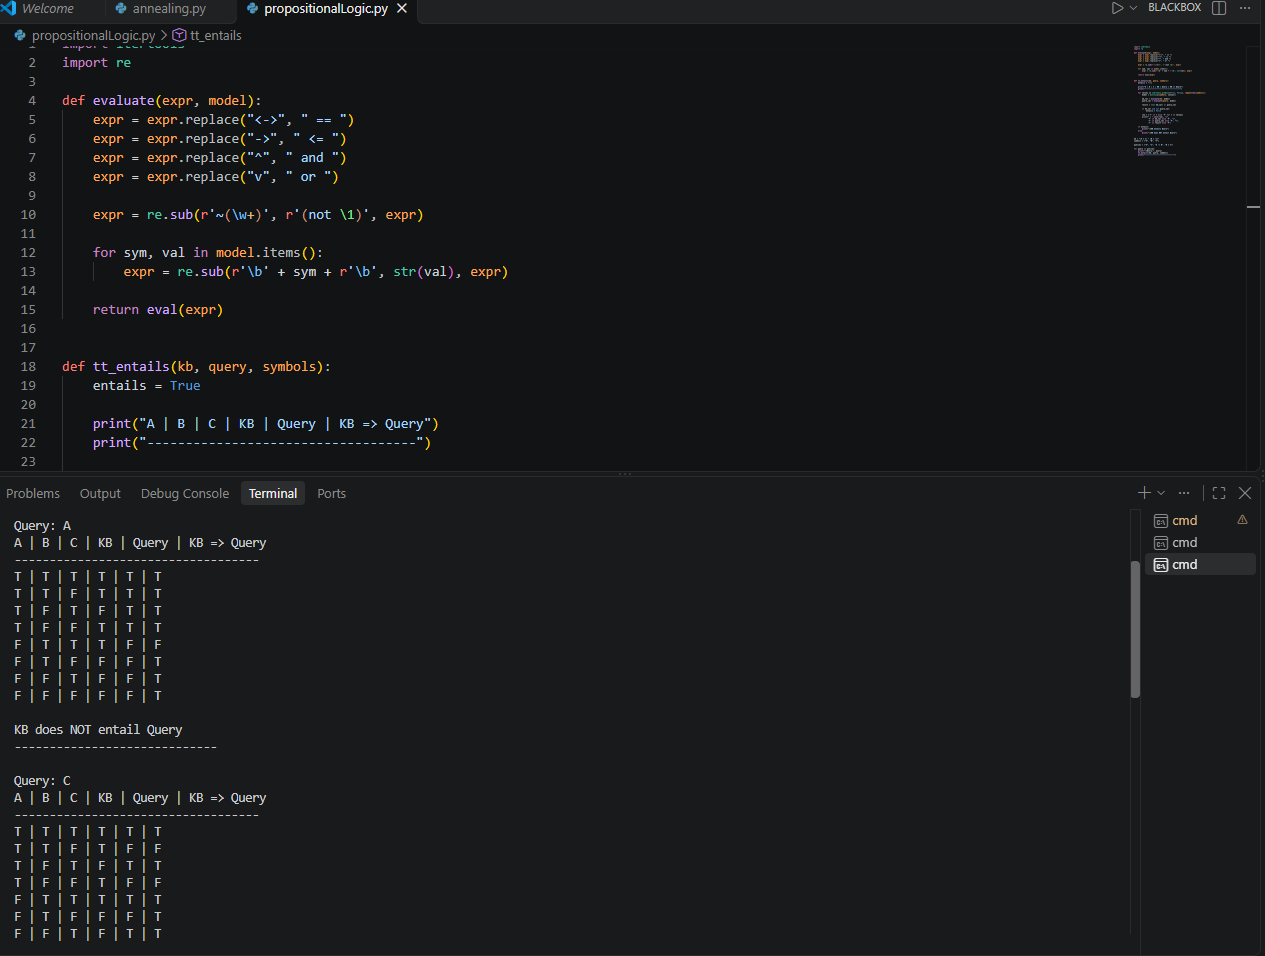 Welcome
annealing.py
propositionalLogic.py
BLACKBOX
propositionalLogic.py > tt_entails
1 import itertools
2 import re
3
4 def evaluate(expr, model):
5 expr = expr.replace("<->", " == ")
6 expr = expr.replace("->", " <= ")
7 expr = expr.replace("^", " and ")
8 expr = expr.replace("v", " or ")
9
10 expr = re.sub(r'~(\w+)', r'(not \1)', expr)
11
12 for sym, val in model.items():
13 expr = re.sub(r'\b' + sym + r'\b', str(val), expr)
14
15 return eval(expr)
16
17
18 def tt_entails(kb, query, symbols):
19 entails = True
20
21 print("A | B | C | KB | Query | KB => Query")
22 print("-----------------------------------")
23
Problems Output Debug Console Terminal Ports
cmd
cmd
cmd
Query: A
A | B | C | KB | Query | KB => Query
-----------------------------------
T | T | T | T | T | T
T | T | F | T | T | T
T | F | T | F | T | T
T | F | F | T | T | T
F | T | T | T | F | F
F | T | F | F | F | T
F | F | T | F | F | T
F | F | F | F | F | T
KB does NOT entail Query
-----------------------------
Query: C
A | B | C | KB | Query | KB => Query
-----------------------------------
T | T | T | T | T | T
T | T | F | T | F | F
T | F | T | F | T | T
T | F | F | T | F | F
F | T | T | T | T | T
F | T | F | F | F | T
F | F | T | F | T | T